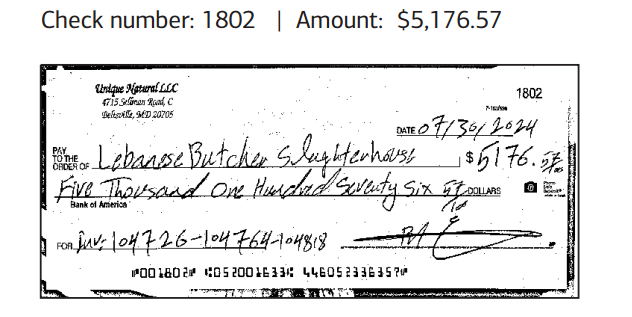 Check number: 1802 | Amount: $5,176.57
Unique Natural LLC
4715 Sellman Road, C
Beltsville, MD 20705
1802
DATE 07/30/2024
PAY TO THE ORDER OF Lebanese Butcher Slughterhouse $ 5176.57/00
Five Thousand One Hundred Seventy Six 57/100 DOLLARS
Bank of America
FOR Inv: 104726-104764-104818
⑈001802⑈ ⑆052001633⑆ 446052336357⑈